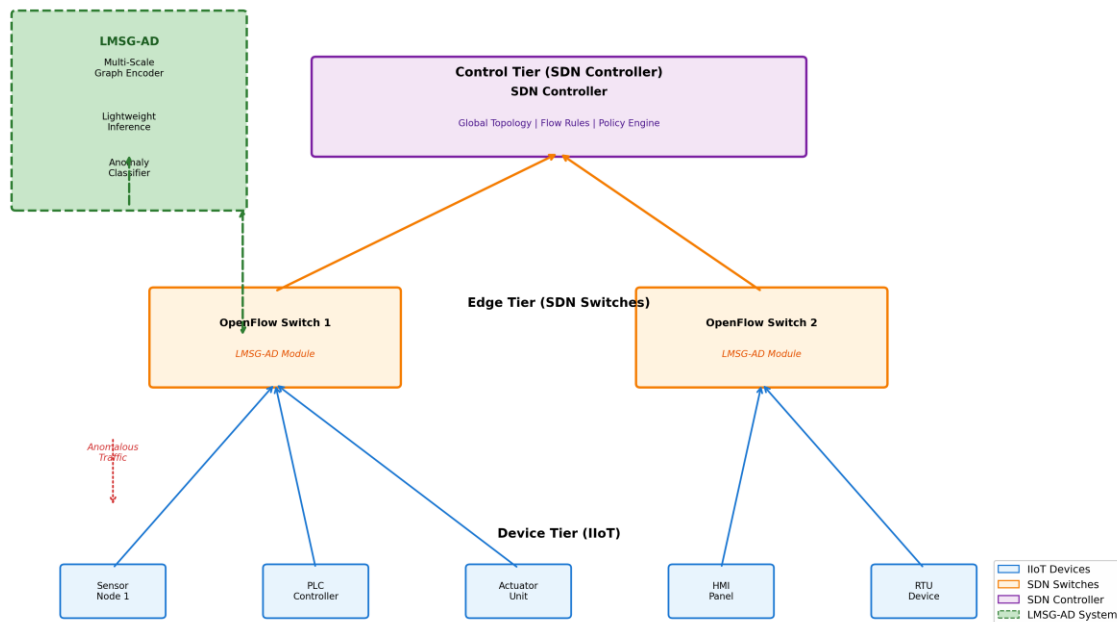 LMSG-AD
Multi-Scale
Graph Encoder
Lightweight
Inference
Anomaly
Classifier
Control Tier (SDN Controller)
SDN Controller
Global Topology | Flow Rules | Policy Engine
Edge Tier (SDN Switches)
OpenFlow Switch 1
LMSG-AD Module
OpenFlow Switch 2
LMSG-AD Module
Anomalous
Traffic
Device Tier (IIoT)
Sensor
Node 1
PLC
Controller
Actuator
Unit
HMI
Panel
RTU
Device
IIoT Devices
SDN Switches
SDN Controller
LMSG-AD System